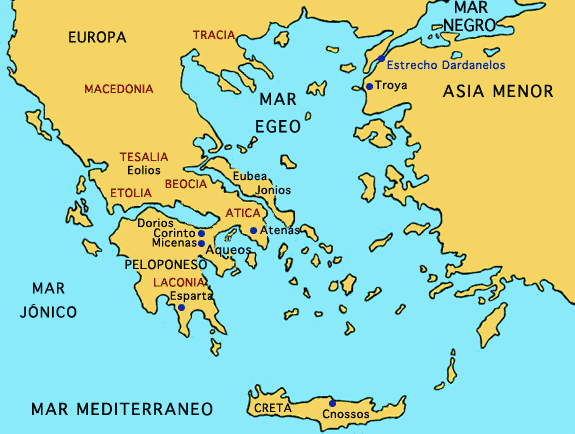 MAR
NEGRO
EUROPA
TRACIA
Estrecho Dardanelos
Troya
ASIA MENOR
MACEDONIA
MAR
EGEO
TESALIA
Eolios
Eubea
BEOCIA
Jonios
ETOLIA
ATICA
Dorios
Corinto
Atenas
Micenas
Aqueos
PELOPONESO
LACONIA
Esparta
MAR
JÓNICO
MAR MEDITERRANEO
CRETA
Cnossos